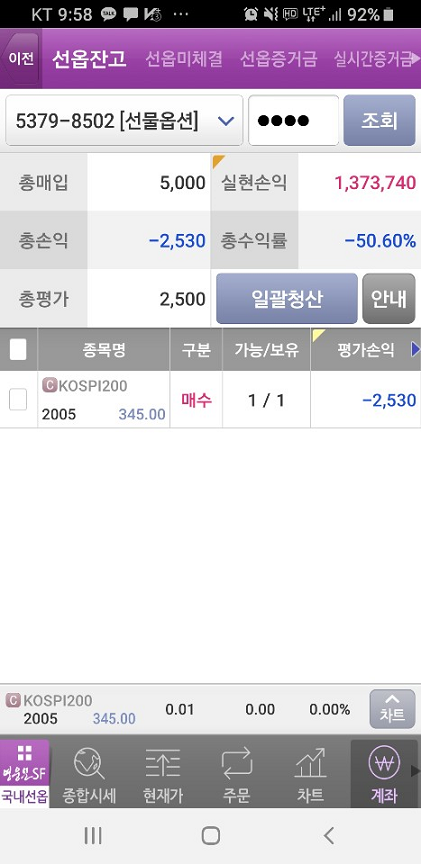 KT 9:58 TALK ... HD LTE+ 92%
이전 선옵잔고 선옵미체결 선옵증거금 실시간증거금
5379-8502 [선물옵션] ●●●● 조회
총매입 5,000 실현손익 1,373,740
총손익 -2,530 총수익률 -50.60%
총평가 2,500 일괄청산 안내
종목명 구분 가능/보유 평가손익
C KOSPI200
2005 345.00 매수 1 / 1 -2,530
C KOSPI200
2005 345.00 0.01 0.00 0.00% 차트
영웅문SF
국내선옵 종합시세 현재가 주문 차트 계좌